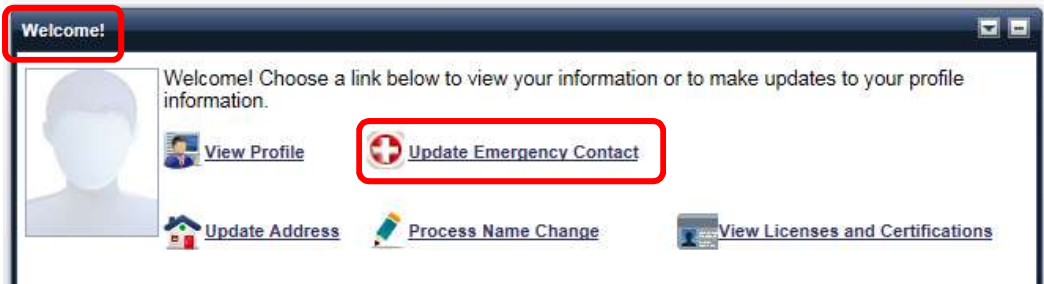 Welcome!
Welcome! Choose a link below to view your information or to make updates to your profile
information.
View Profile
Update Emergency Contact
Update Address
Process Name Change
View Licenses and Certifications